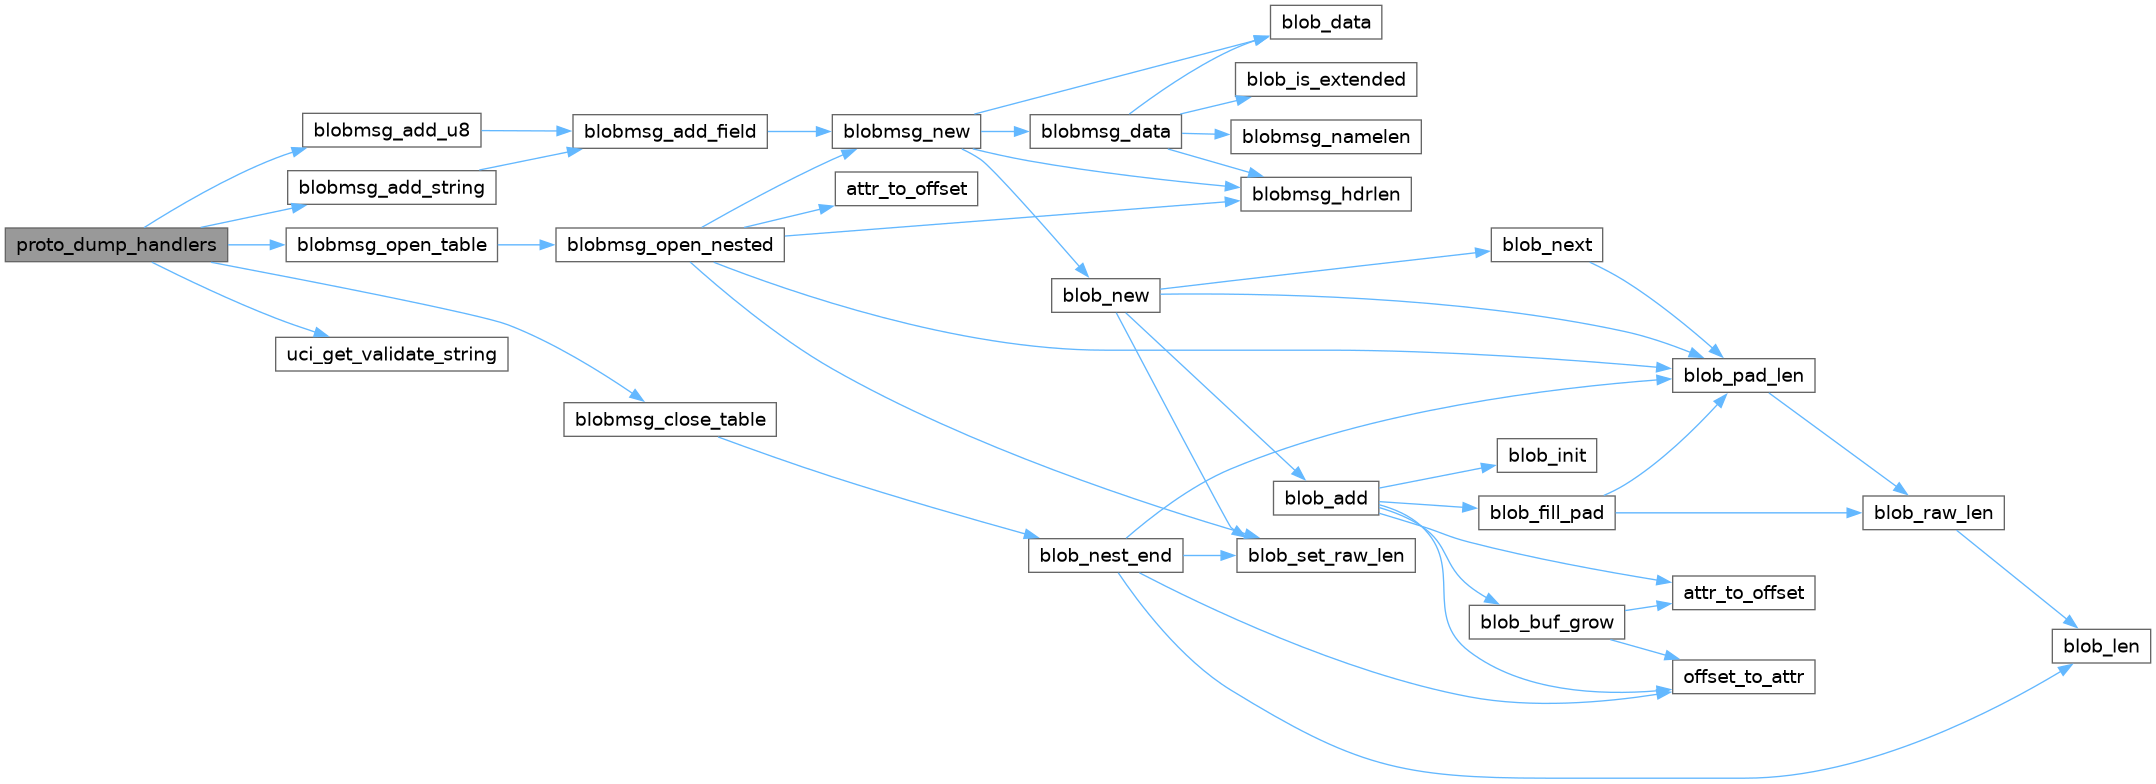 blob_data
blob_is_extended
blobmsg_add_u8
blobmsg_add_field
blobmsg_new
blobmsg_data
blobmsg_namelen
blobmsg_add_string
attr_to_offset
blobmsg_hdrlen
proto_dump_handlers
blobmsg_open_table
blobmsg_open_nested
blob_next
blob_new
uci_get_validate_string
blob_pad_len
blobmsg_close_table
blob_init
blob_add
blob_fill_pad
blob_raw_len
blob_nest_end
blob_set_raw_len
attr_to_offset
blob_buf_grow
blob_len
offset_to_attr